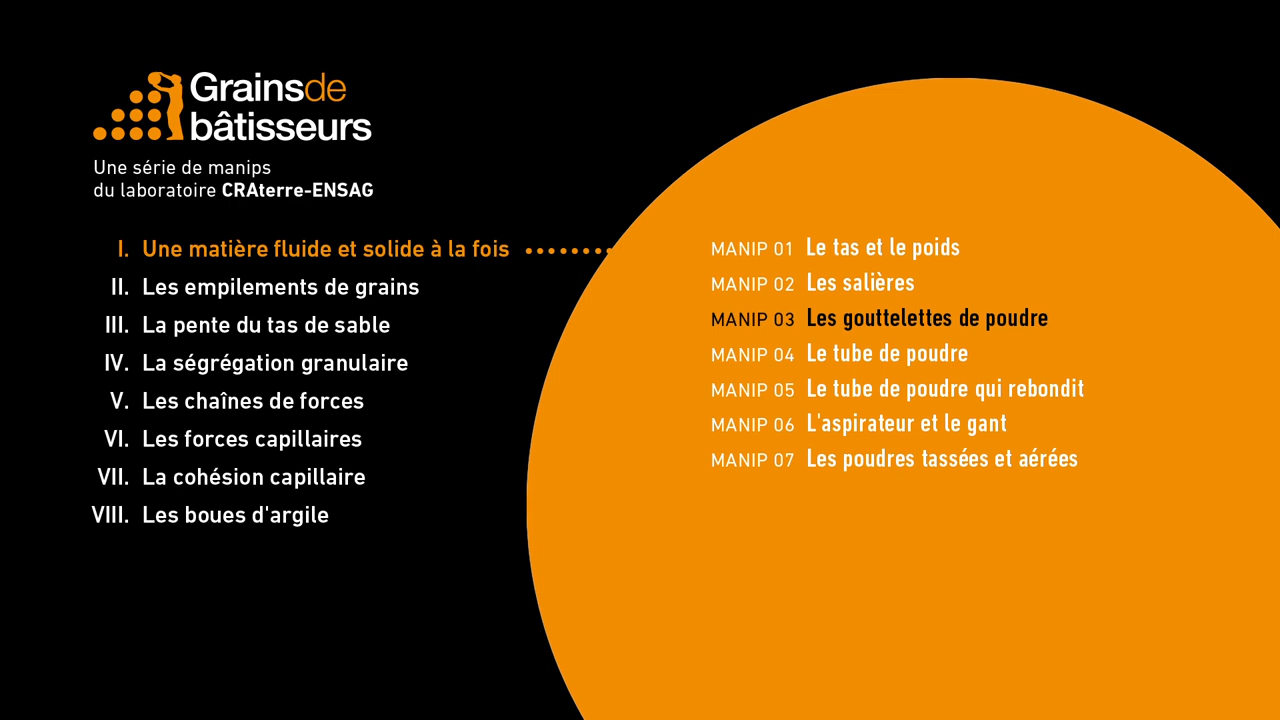 Grainsde
bâtisseurs
Une série de manips
du laboratoire CRAterre-ENSAG
I. Une matière fluide et solide à la fois
II. Les empilements de grains
III. La pente du tas de sable
IV. La ségrégation granulaire
V. Les chaînes de forces
VI. Les forces capillaires
VII. La cohésion capillaire
VIII. Les boues d'argile
MANIP 01 Le tas et le poids
MANIP 02 Les salières
MANIP 03 Les gouttelettes de poudre
MANIP 04 Le tube de poudre
MANIP 05 Le tube de poudre qui rebondit
MANIP 06 L'aspirateur et le gant
MANIP 07 Les poudres tassées et aérées